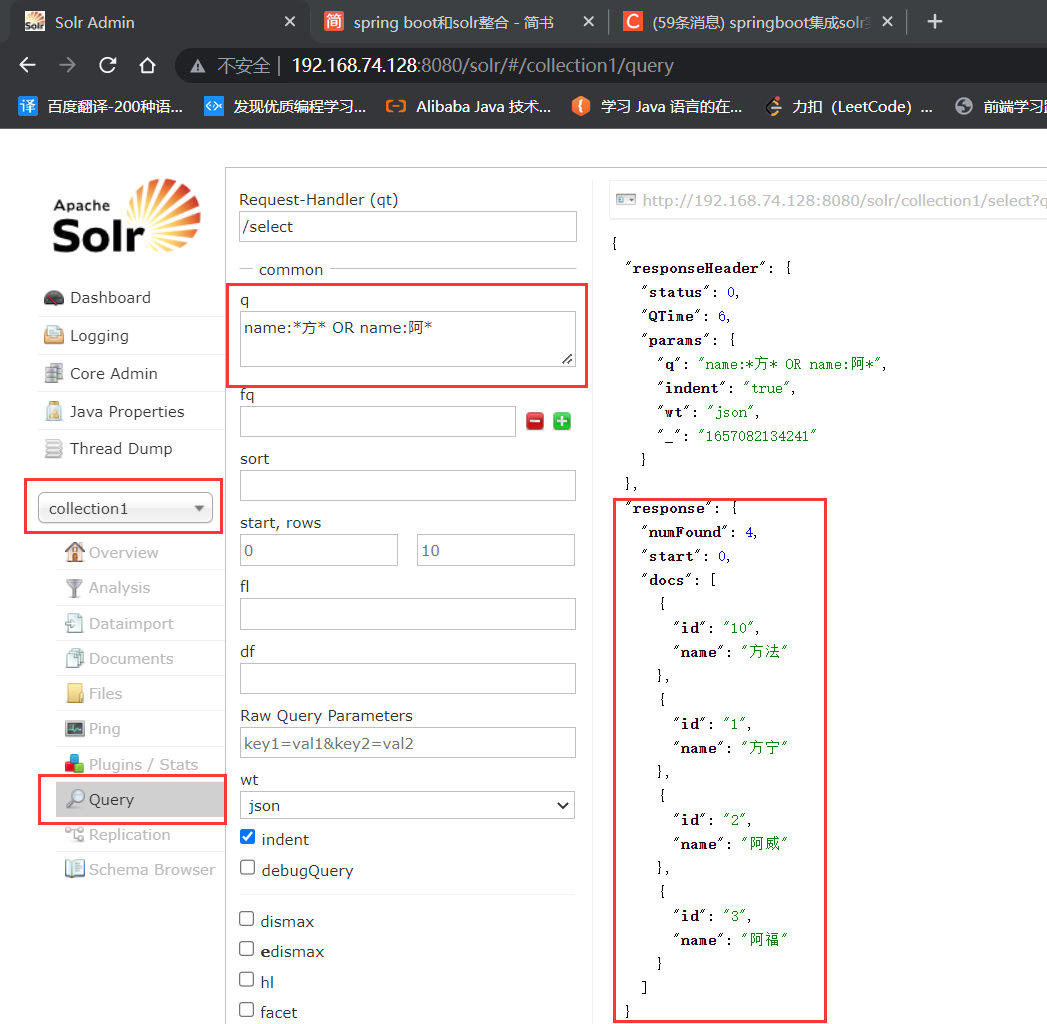 Solr Admin
简 spring boot和solr整合 - 简书
C (59条消息) springboot集成solr
不安全 | 192.168.74.128:8080/solr/#/collection1/query
译 百度翻译-200种语...
发现优质编程学习...
Alibaba Java 技术...
学习 Java 语言的在...
力扣（LeetCode）...
前端学习
Apache
Solr
Dashboard
Logging
Core Admin
Java Properties
Thread Dump
collection1
Overview
Analysis
Dataimport
Documents
Files
Ping
Plugins / Stats
Query
Replication
Schema Browser
Request-Handler (qt)
/select
common
q
name:*方* OR name:阿*
fq
sort
start, rows
0 10
fl
df
Raw Query Parameters
key1=val1&key2=val2
wt
json
indent
debugQuery
dismax
edismax
hl
facet
http://192.168.74.128:8080/solr/collection1/select?q
{
"responseHeader": {
"status": 0,
"QTime": 6,
"params": {
"q": "name:*方* OR name:阿*",
"indent": "true",
"wt": "json",
"_": "1657082134241"
}
},
"response": {
"numFound": 4,
"start": 0,
"docs": [
{
"id": "10",
"name": "方法"
},
{
"id": "1",
"name": "方宁"
},
{
"id": "2",
"name": "阿威"
},
{
"id": "3",
"name": "阿福"
}
]
}